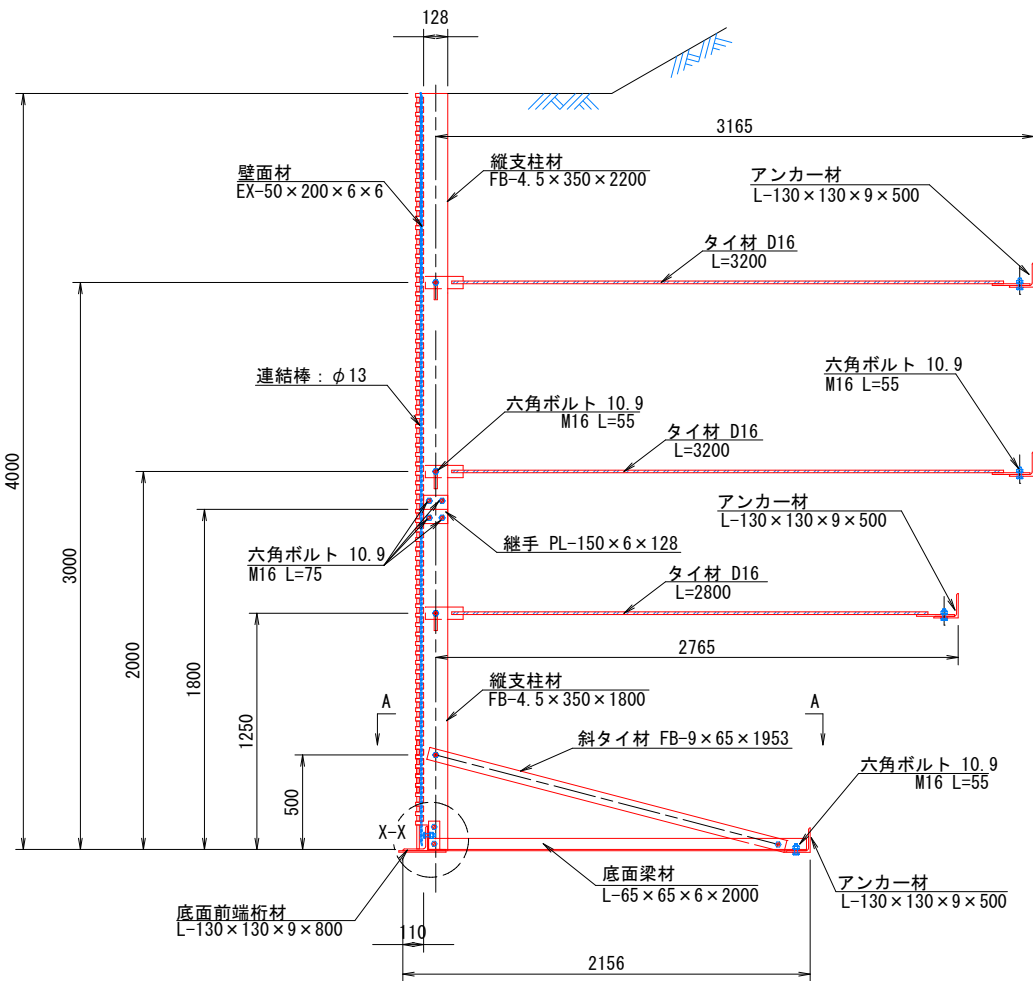 128
3165
壁面材
EX-50×200×6×6
縦支柱材
FB-4.5×350×2200
アンカー材
L-130×130×9×500
タイ材 D16
L=3200
連結棒：φ13
六角ボルト 10.9
M16 L=55
六角ボルト 10.9
M16 L=55
タイ材 D16
L=3200
アンカー材
L-130×130×9×500
六角ボルト 10.9
M16 L=75
継手 PL-150×6×128
タイ材 D16
L=2800
2765
4000
3000
2000
1800
1250
500
縦支柱材
FB-4.5×350×1800
A
A
斜タイ材 FB-9×65×1953
六角ボルト 10.9
M16 L=55
X-X
底面梁材
L-65×65×6×2000
アンカー材
L-130×130×9×500
底面前端桁材
L-130×130×9×800
110
2156